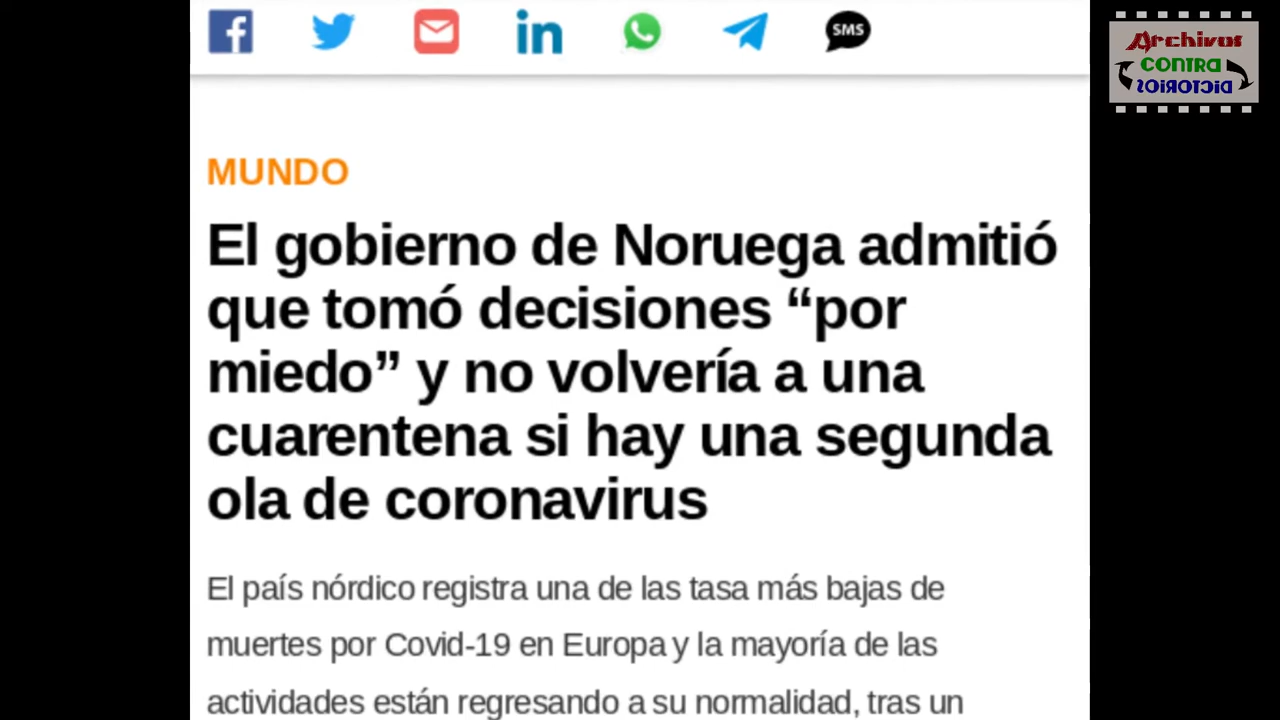 SMS
Archivos
CONTRA
DICTORIOS
MUNDO
El gobierno de Noruega admitió
que tomó decisiones “por
miedo” y no volvería a una
cuarentena si hay una segunda
ola de coronavirus
El país nórdico registra una de las tasa más bajas de
muertes por Covid-19 en Europa y la mayoría de las
actividades están regresando a su normalidad, tras un